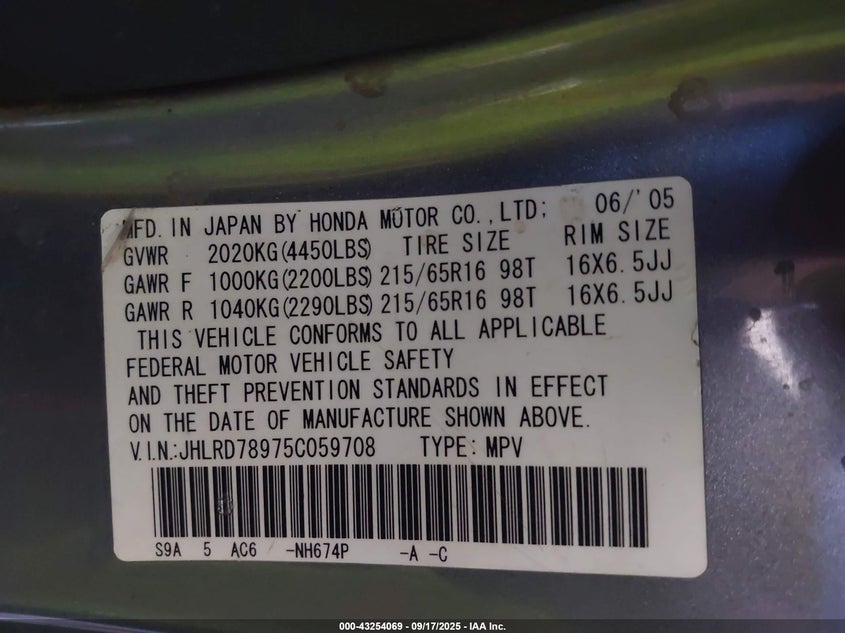 MFD. IN JAPAN BY HONDA MOTOR CO.,LTD; 06/'05
GVWR 2020KG(4450LBS) TIRE SIZE RIM SIZE
GAWR F 1000KG(2200LBS) 215/65R16 98T 16X6.5JJ
GAWR R 1040KG(2290LBS) 215/65R16 98T 16X6.5JJ
THIS VEHICLE CONFORMS TO ALL APPLICABLE
FEDERAL MOTOR VEHICLE SAFETY
AND THEFT PREVENTION STANDARDS IN EFFECT
ON THE DATE OF MANUFACTURE SHOWN ABOVE.
V.I.N.:JHLRD78975C059708 TYPE: MPV
S9A 5 AC6 -NH674P -A -C
000-43254069 - 09/17/2025 - IAA Inc.